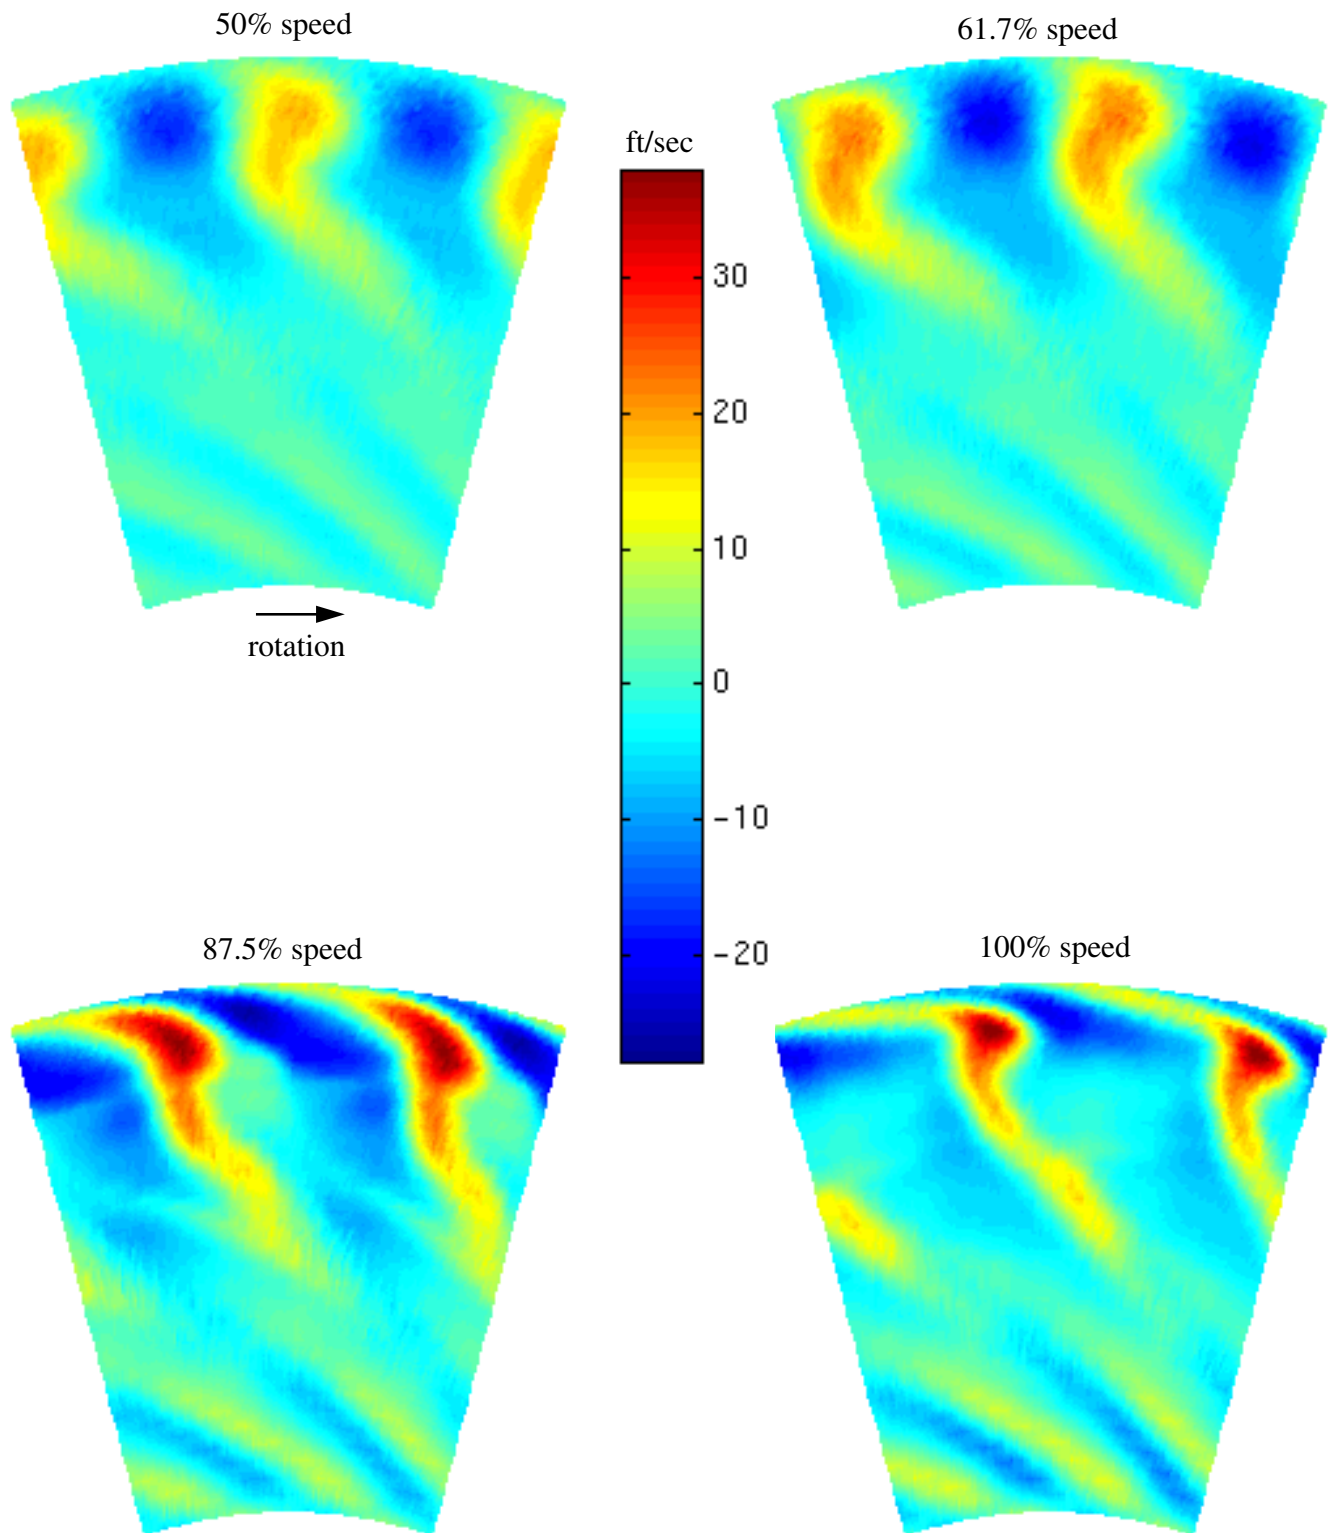 50% speed
61.7% speed
ft/sec
30
20
10
0
-10
-20
rotation
87.5% speed
100% speed